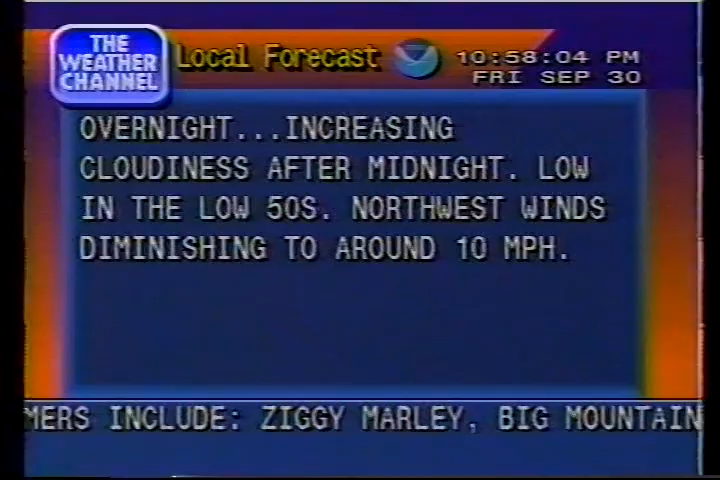 THE
WEATHER
CHANNEL
Local Forecast
10:58:04 PM
FRI SEP 30
OVERNIGHT...INCREASING
CLOUDINESS AFTER MIDNIGHT. LOW
IN THE LOW 50S. NORTHWEST WINDS
DIMINISHING TO AROUND 10 MPH.
MERS INCLUDE: ZIGGY MARLEY, BIG MOUNTAIN